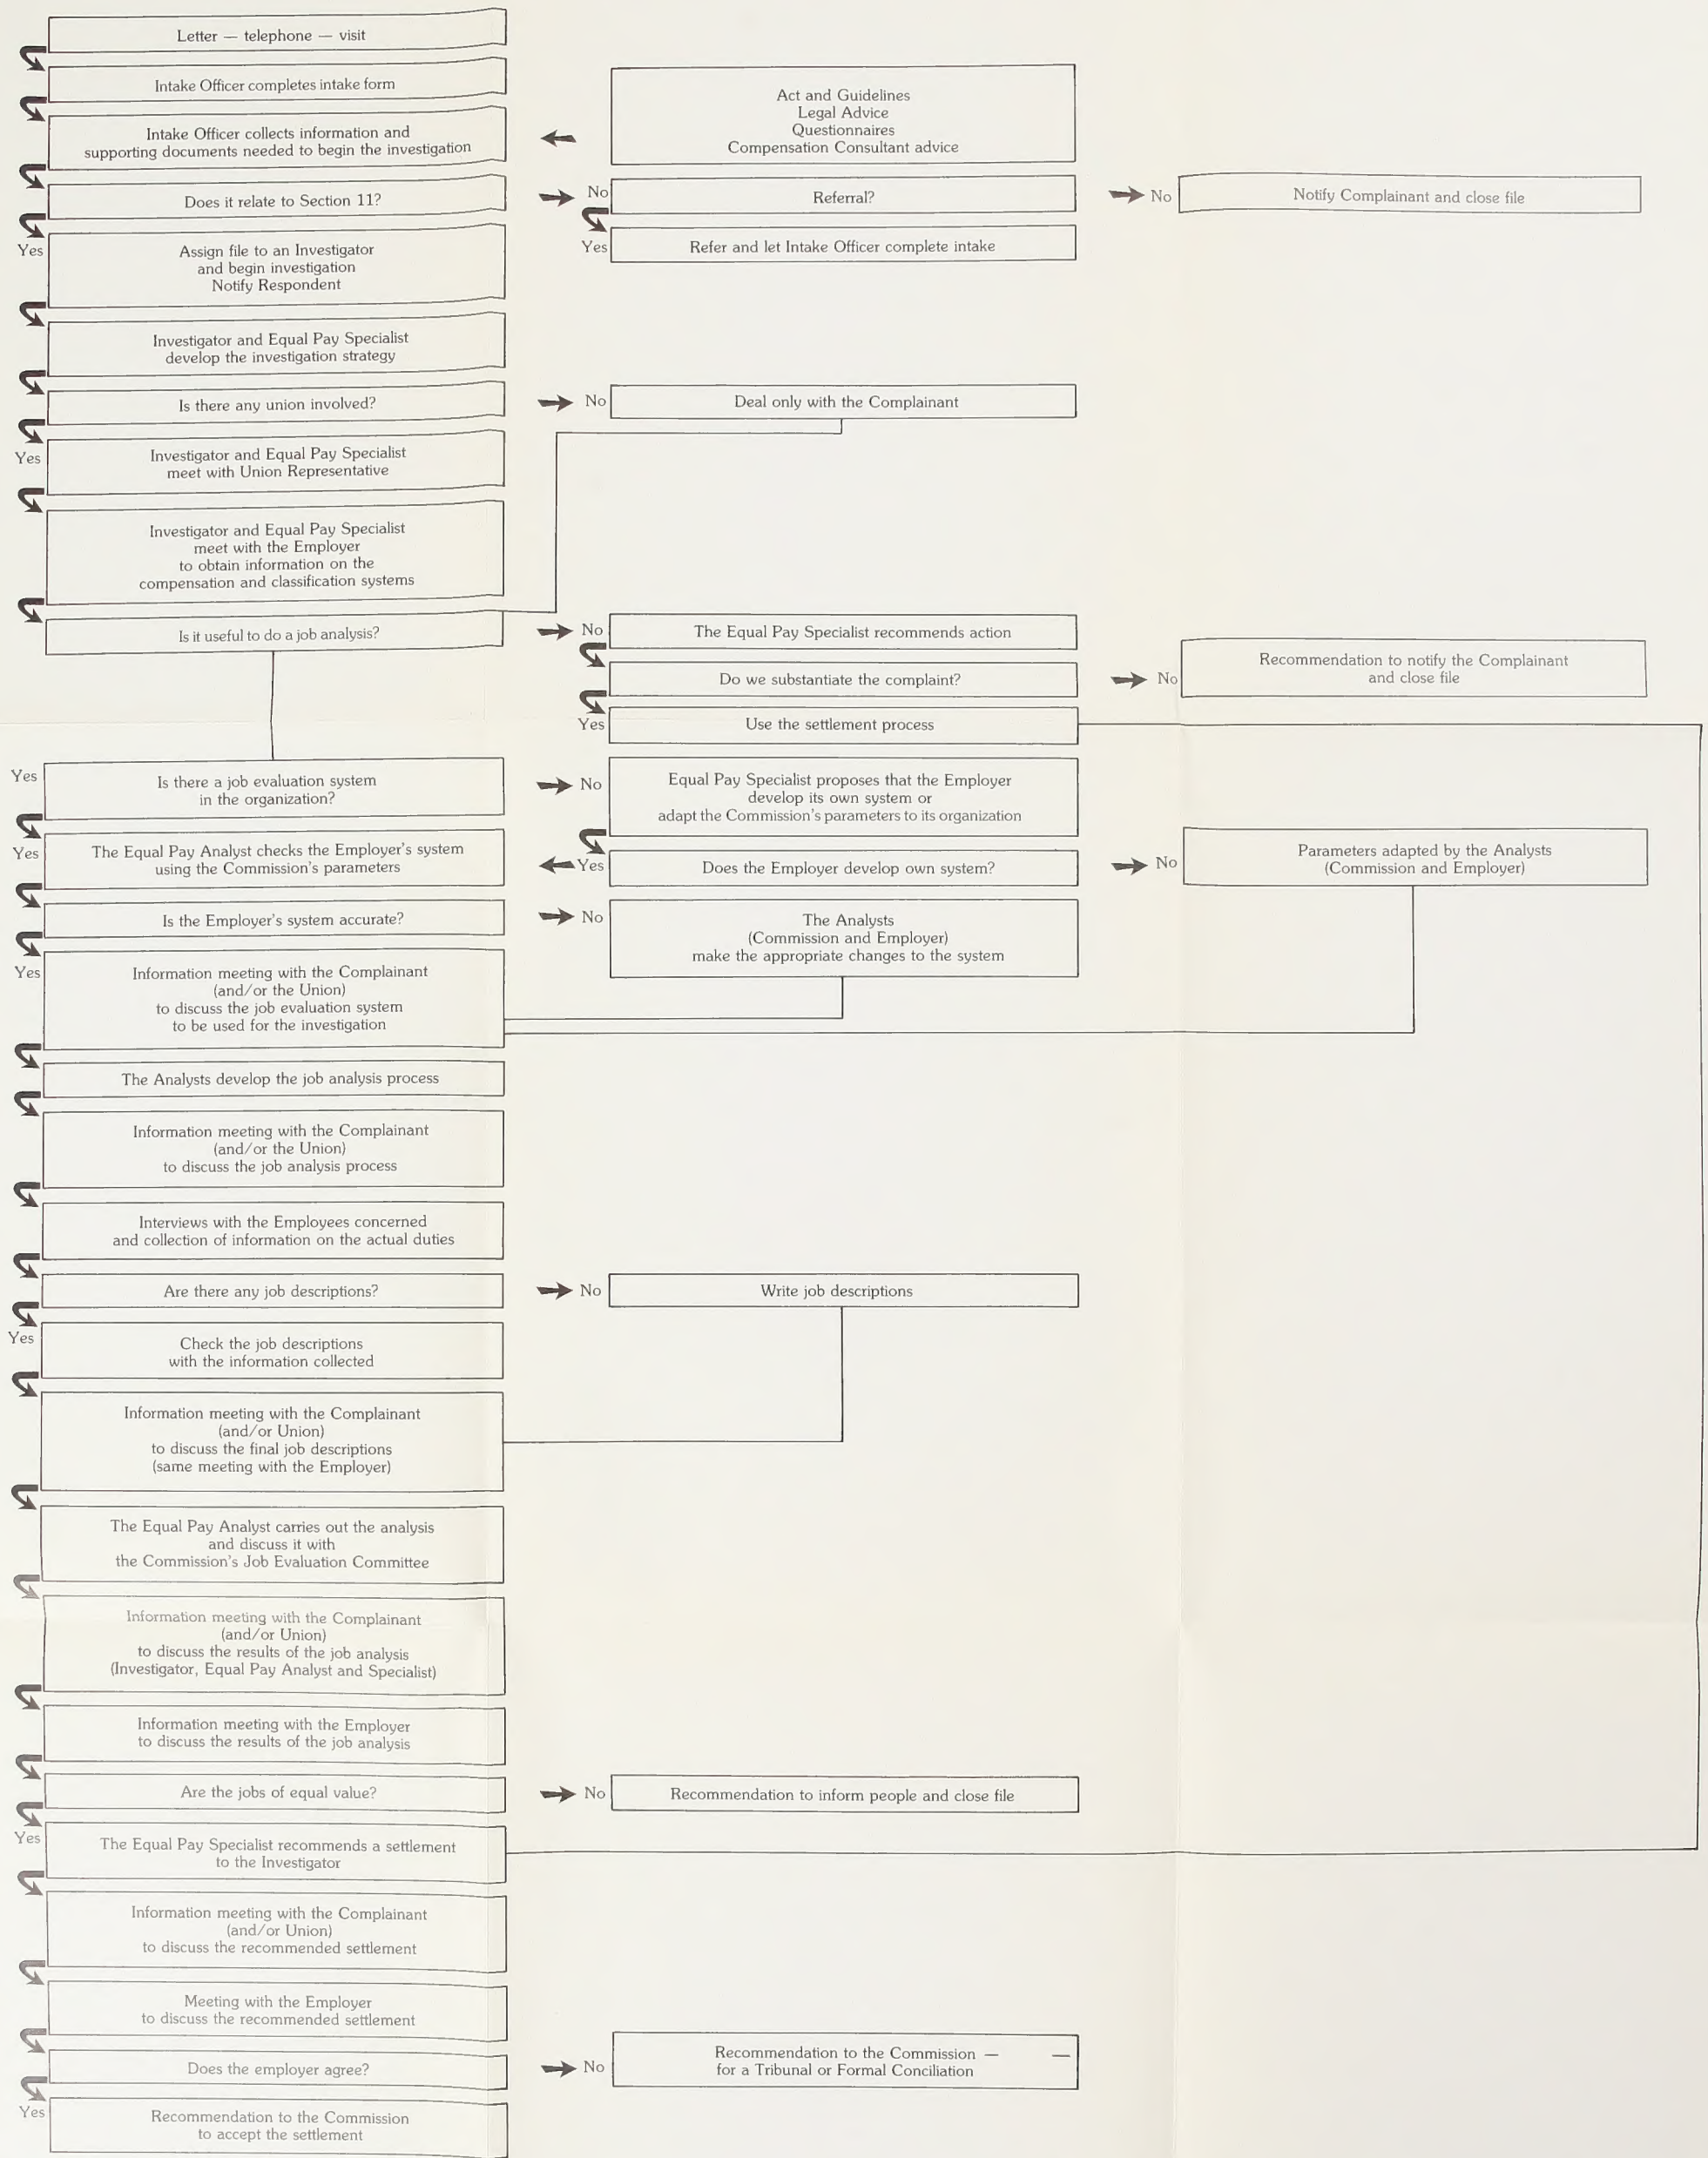 Letter — telephone — visit
Intake Officer completes intake form
Act and Guidelines
Legal Advice
Questionnaires
Compensation Consultant advice
Intake Officer collects information and
supporting documents needed to begin the investigation
Does it relate to Section 11?
No
Referral?
No
Notify Complainant and close file
Yes
Refer and let Intake Officer complete intake
Yes
Assign file to an Investigator
and begin investigation
Notify Respondent
Investigator and Equal Pay Specialist
develop the investigation strategy
Is there any union involved?
No
Deal only with the Complainant
Yes
Investigator and Equal Pay Specialist
meet with Union Representative
Investigator and Equal Pay Specialist
meet with the Employer
to obtain information on the
compensation and classification systems
Is it useful to do a job analysis?
No
The Equal Pay Specialist recommends action
Do we substantiate the complaint?
No
Recommendation to notify the Complainant
and close file
Yes
Use the settlement process
Yes
Is there a job evaluation system
in the organization?
No
Equal Pay Specialist proposes that the Employer
develop its own system or
adapt the Commission's parameters to its organization
Yes
The Equal Pay Analyst checks the Employer's system
using the Commission's parameters
Yes
Does the Employer develop own system?
No
Parameters adapted by the Analysts
(Commission and Employer)
Is the Employer's system accurate?
No
The Analysts
(Commission and Employer)
make the appropriate changes to the system
Yes
Information meeting with the Complainant
(and/or the Union)
to discuss the job evaluation system
to be used for the investigation
The Analysts develop the job analysis process
Information meeting with the Complainant
(and/or the Union)
to discuss the job analysis process
Interviews with the Employees concerned
and collection of information on the actual duties
Are there any job descriptions?
No
Write job descriptions
Yes
Check the job descriptions
with the information collected
Information meeting with the Complainant
(and/or Union)
to discuss the final job descriptions
(same meeting with the Employer)
The Equal Pay Analyst carries out the analysis
and discuss it with
the Commission's Job Evaluation Committee
Information meeting with the Complainant
(and/or Union)
to discuss the results of the job analysis
(Investigator, Equal Pay Analyst and Specialist)
Information meeting with the Employer
to discuss the results of the job analysis
Are the jobs of equal value?
No
Recommendation to inform people and close file
Yes
The Equal Pay Specialist recommends a settlement
to the Investigator
Information meeting with the Complainant
(and/or Union)
to discuss the recommended settlement
Meeting with the Employer
to discuss the recommended settlement
Does the employer agree?
No
Recommendation to the Commission — —
for a Tribunal or Formal Conciliation
Yes
Recommendation to the Commission
to accept the settlement